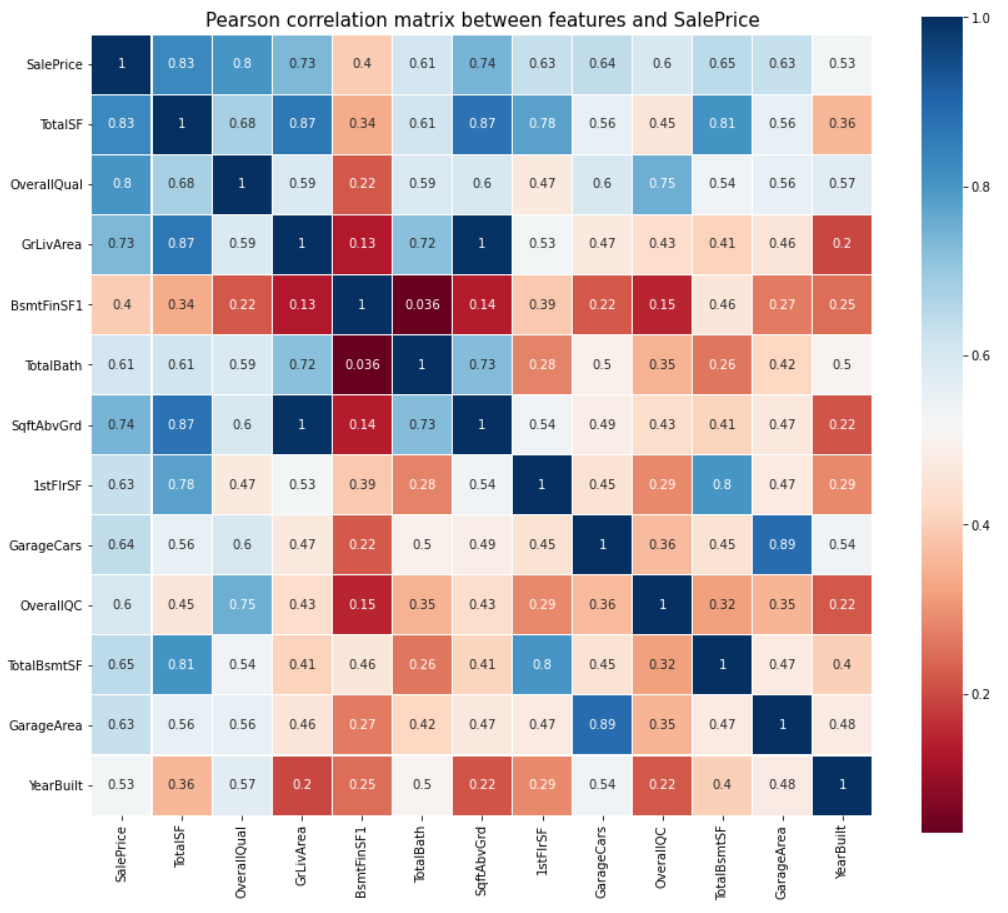 Pearson correlation matrix between features and SalePrice
SalePrice 1 0.83 0.8 0.73 0.4 0.61 0.74 0.63 0.64 0.6 0.65 0.63 0.53
TotalSF 0.83 1 0.68 0.87 0.34 0.61 0.87 0.78 0.56 0.45 0.81 0.56 0.36
OverallQual 0.8 0.68 1 0.59 0.22 0.59 0.6 0.47 0.6 0.75 0.54 0.56 0.57
GrLivArea 0.73 0.87 0.59 1 0.13 0.72 1 0.53 0.47 0.43 0.41 0.46 0.2
BsmtFinSF1 0.4 0.34 0.22 0.13 1 0.036 0.14 0.39 0.22 0.15 0.46 0.27 0.25
TotalBath 0.61 0.61 0.59 0.72 0.036 1 0.73 0.28 0.5 0.35 0.26 0.42 0.5
SqftAbvGrd 0.74 0.87 0.6 1 0.14 0.73 1 0.54 0.49 0.43 0.41 0.47 0.22
1stFlrSF 0.63 0.78 0.47 0.53 0.39 0.28 0.54 1 0.45 0.29 0.8 0.47 0.29
GarageCars 0.64 0.56 0.6 0.47 0.22 0.5 0.49 0.45 1 0.36 0.45 0.89 0.54
OverallQC 0.6 0.45 0.75 0.43 0.15 0.35 0.43 0.29 0.36 1 0.32 0.35 0.22
TotalBsmtSF 0.65 0.81 0.54 0.41 0.46 0.26 0.41 0.8 0.45 0.32 1 0.47 0.4
GarageArea 0.63 0.56 0.56 0.46 0.27 0.42 0.47 0.47 0.89 0.35 0.47 1 0.48
YearBuilt 0.53 0.36 0.57 0.2 0.25 0.5 0.22 0.29 0.54 0.22 0.4 0.48 1
SalePrice TotalSF OverallQual GrLivArea BsmtFinSF1 TotalBath SqftAbvGrd 1stFlrSF GarageCars OverallQC TotalBsmtSF GarageArea YearBuilt
1.0
0.8
0.6
0.4
0.2